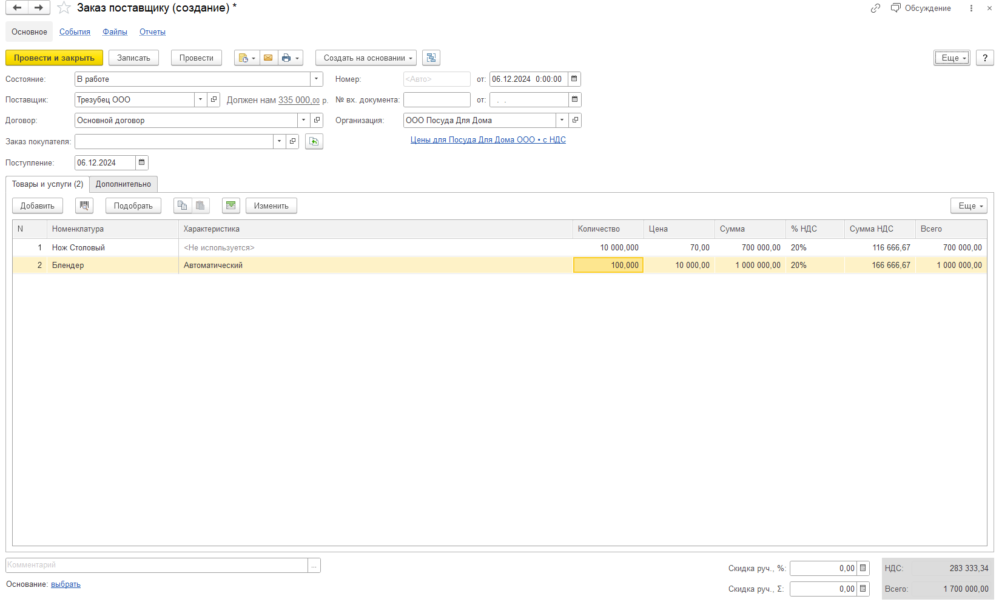 Заказ поставщику (создание) *
Обсуждение
Основное События Файлы Отчеты
Провести и закрыть Записать Провести Создать на основании Еще ?
Состояние: В работе Номер: <Авто> от: 06.12.2024 0:00:00
Поставщик: Трезубец ООО Должен нам 335 000,00 р. № вх. документа: от: . .
Договор: Основной договор Организация: ООО Посуда Для Дома
Заказ покупателя: Цены для Посуда Для Дома ООО • с НДС
Поступление: 06.12.2024
Товары и услуги (2) Дополнительно
Добавить Подобрать Изменить Еще
N Номенклатура Характеристика Количество Цена Сумма % НДС Сумма НДС Всего
1 Нож Столовый <Не используется> 10 000,000 70,00 700 000,00 20% 116 666,67 700 000,00
2 Блендер Автоматический 100,000 10 000,00 1 000 000,00 20% 166 666,67 1 000 000,00
Комментарий ...
Скидка руч., %: 0,00 НДС: 283 333,34
Основание: выбрать
Скидка руч., Σ: 0,00 Всего: 1 700 000,00